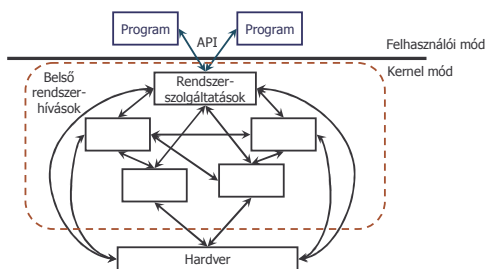 Program
Program
API
Felhasználói mód
Kernel mód
Belső
rendszer-
hívások
Rendszer-
szolgáltatások
Hardver